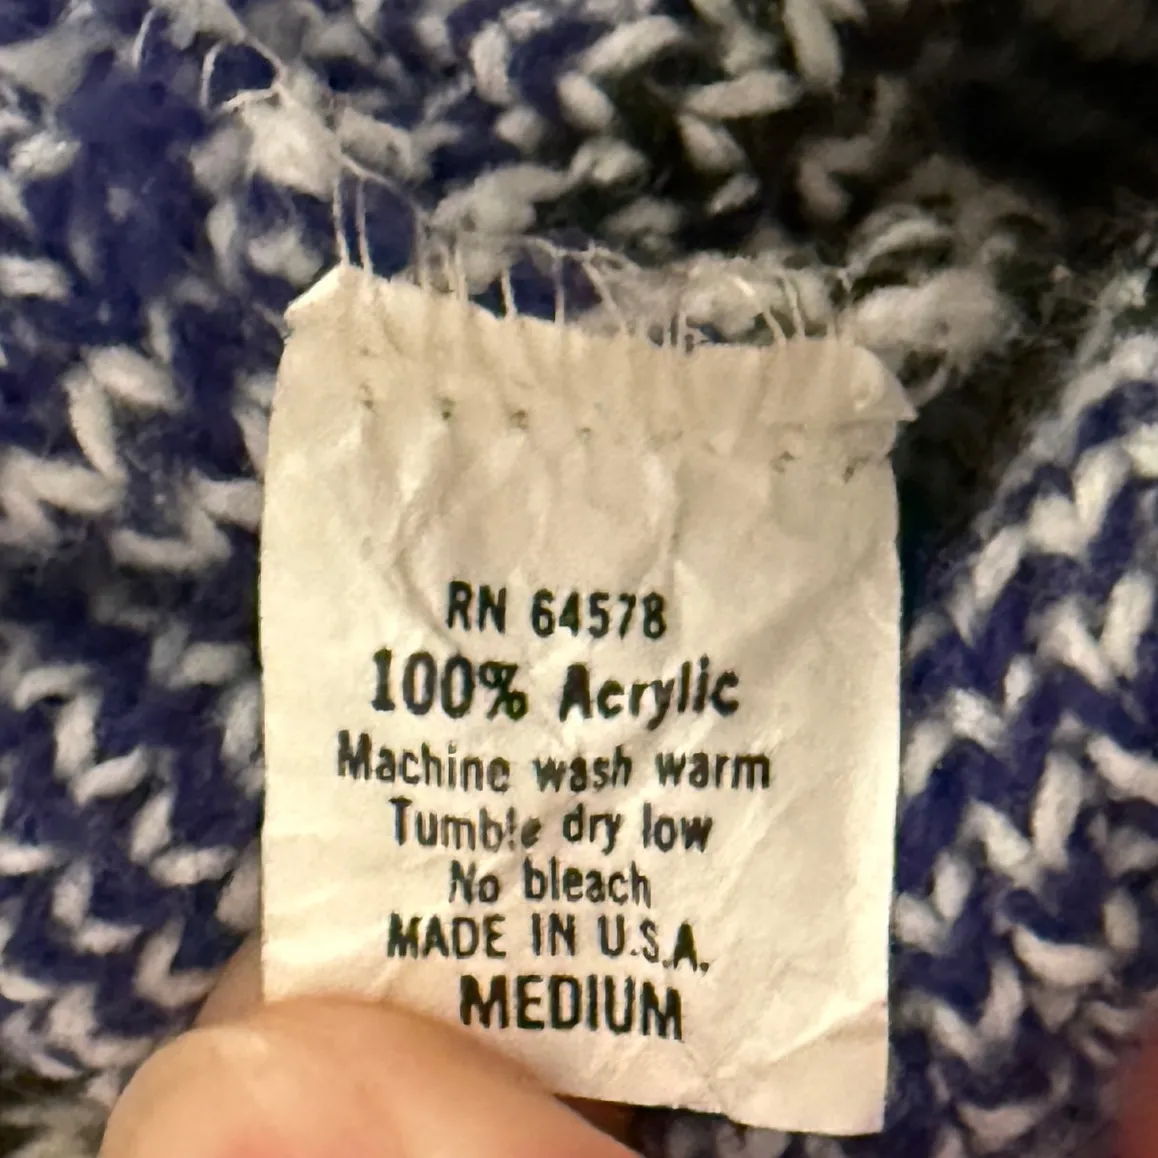 RN 64578
100% Acrylic
Machine wash warm
Tumble dry low
No bleach
MADE IN U.S.A.
MEDIUM